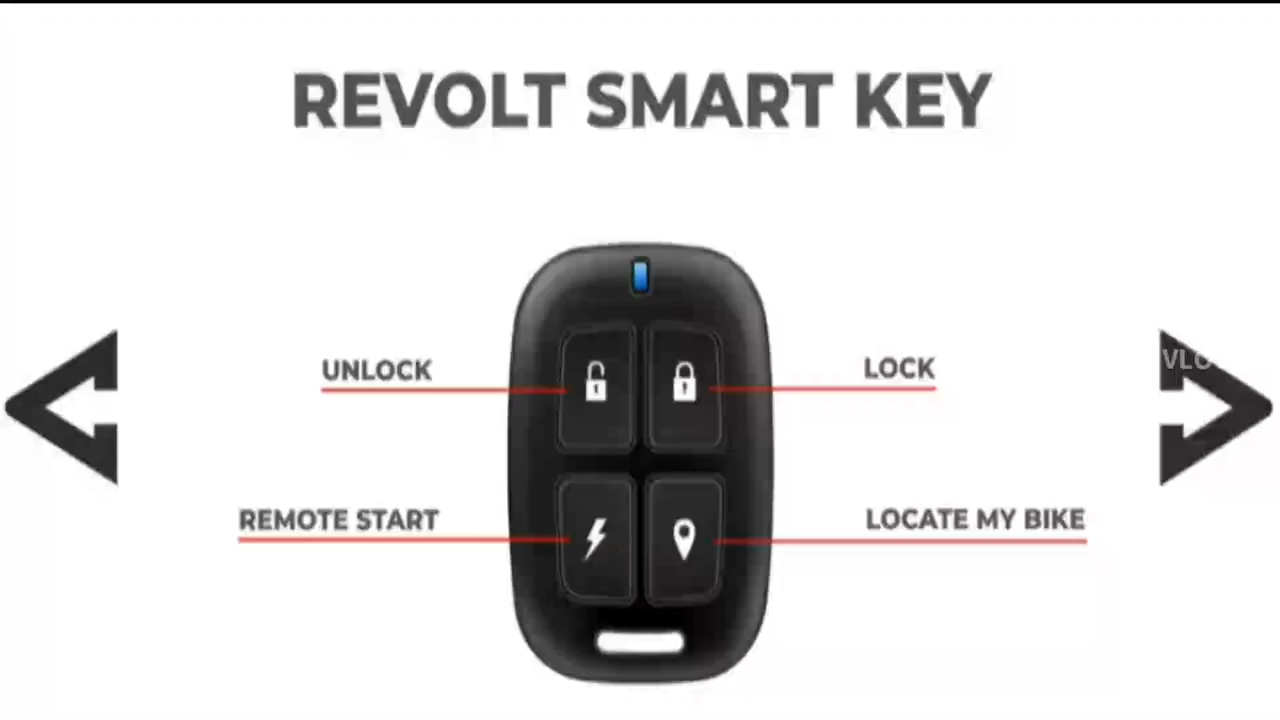 REVOLT SMART KEY
UNLOCK
LOCK
REMOTE START
LOCATE MY BIKE